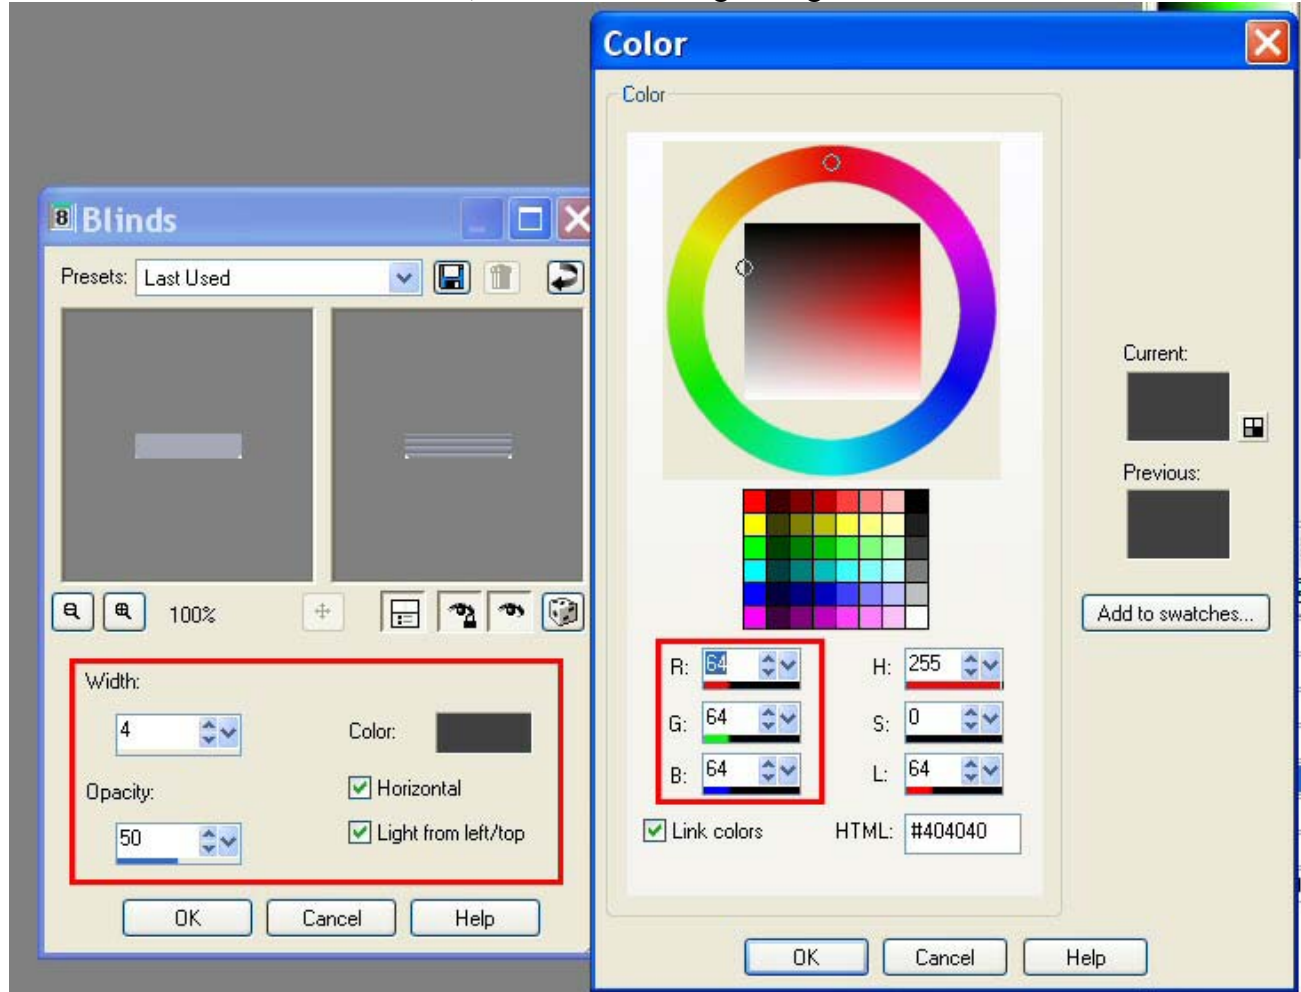 8 Blinds
Presets: Last Used
100%
Width:
4
Color:
Opacity:
50
Horizontal
Light from left/top
OK Cancel Help
Color
Color
Current:
Previous:
Add to swatches...
R: 64 H: 255
G: 64 S: 0
B: 64 L: 64
Link colors HTML: #404040
OK Cancel Help